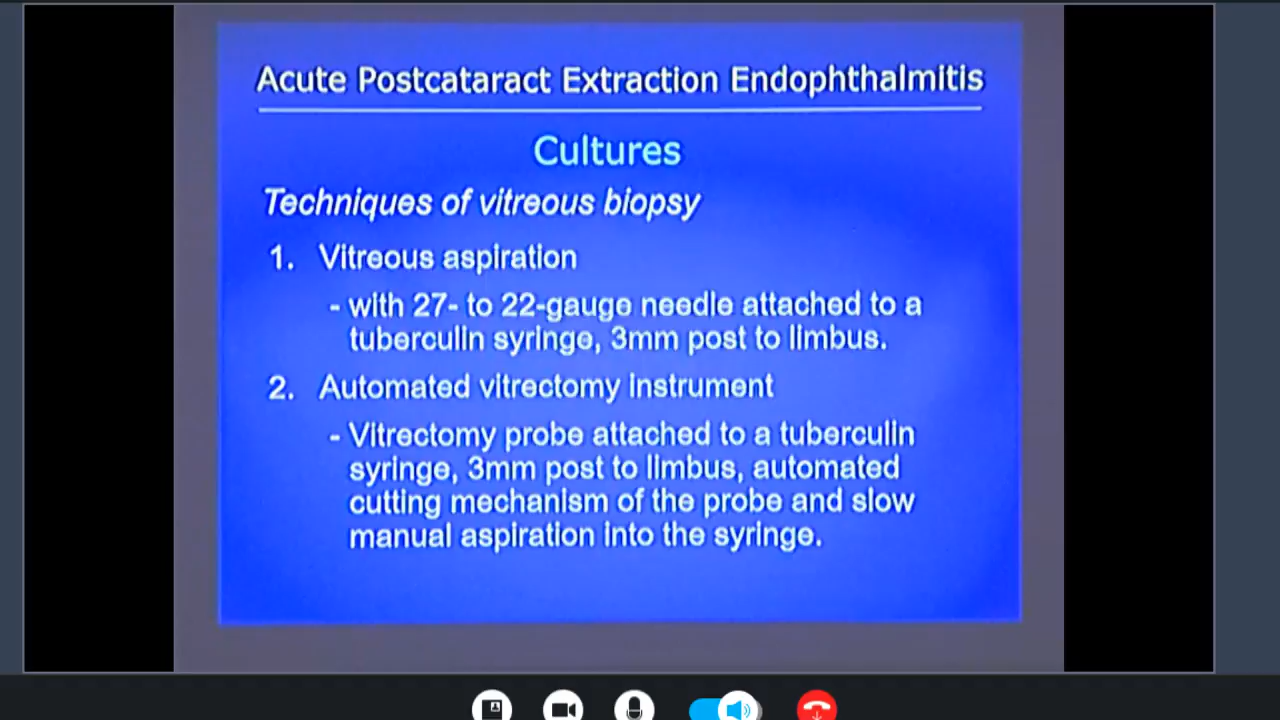 Acute Postcataract Extraction Endophthalmitis
Cultures
Techniques of vitreous biopsy
1. Vitreous aspiration
- with 27- to 22-gauge needle attached to a
tuberculin syringe, 3mm post to limbus.
2. Automated vitrectomy instrument
- Vitrectomy probe attached to a tuberculin
syringe, 3mm post to limbus, automated
cutting mechanism of the probe and slow
manual aspiration into the syringe.